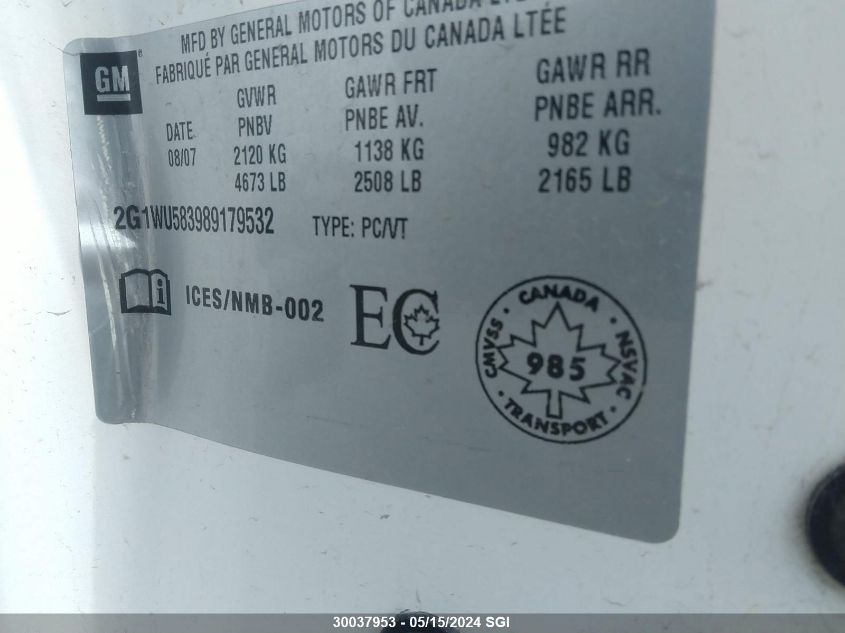 MFD BY GENERAL MOTORS OF CANADA
FABRIQUÉ PAR GENERAL MOTORS DU CANADA LTÉE
GM
DATE GVWR GAWR FRT GAWR RR
PNBV PNBE AV. PNBE ARR.
08/07 2120 KG 1138 KG 982 KG
4673 LB 2508 LB 2165 LB
2G1WU583989179532 TYPE: PC/VT
i ICES/NMB-002 EC
CANADA
CMVSS 985 NSVAC
TRANSPORT
30037953 - 05/15/2024 SGI